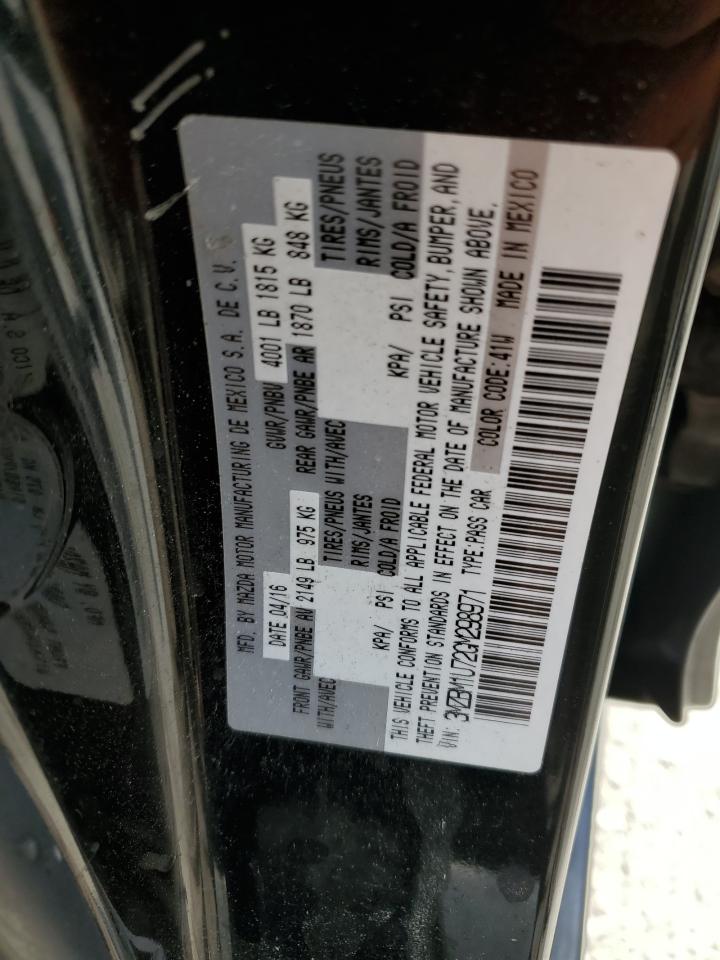 MFD. BY MAZDA MOTOR MANUFACTURING DE MEXICO S.A. DE C.V.
DATE 04/16 GVWR/PNBV 4001 LB 1815 KG
FRONT GAWR/PNBE AV 2149 LB 975 KG REAR GAWR/PNBE AR 1870 LB 848 KG
WITH/AVEC TIRES/PNEUS WITH/AVEC TIRES/PNEUS
RIMS/JANTES RIMS/JANTES
KPA/ PSI COLD/A FROID KPA/ PSI COLD/A FROID
THIS VEHICLE CONFORMS TO ALL APPLICABLE FEDERAL MOTOR VEHICLE SAFETY, BUMPER, AND
THEFT PREVENTION STANDARDS IN EFFECT ON THE DATE OF MANUFACTURE SHOWN ABOVE.
VIN: 3MZBM1U72GM298971 TYPE:PASS CAR COLOR CODE:41W MADE IN MEXICO